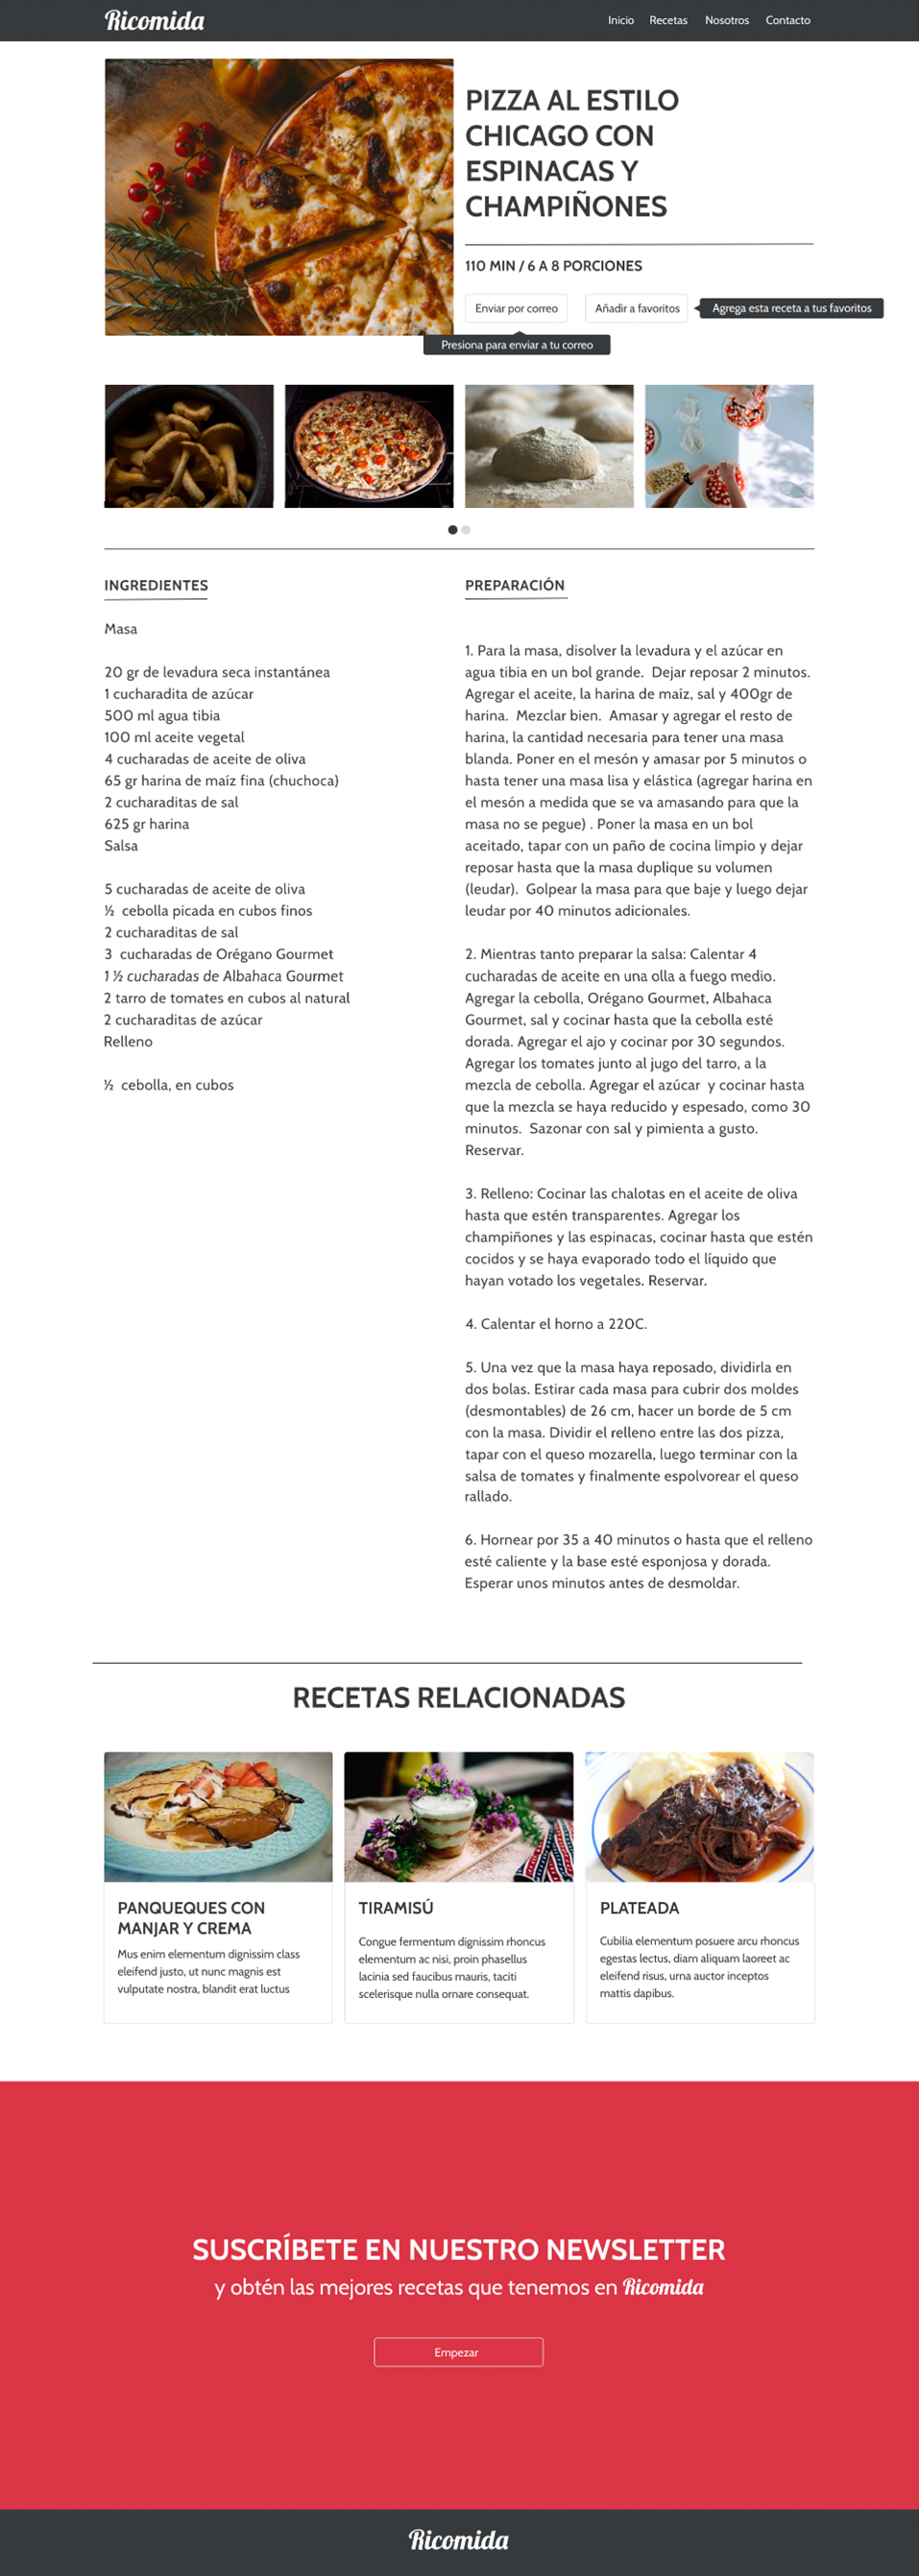 Ricomida
Inicio Recetas Nosotros Contacto
PIZZA AL ESTILO
CHICAGO CON
ESPINACAS Y
CHAMPIÑONES
110 MIN / 6 A 8 PORCIONES
Enviar por correo
Añadir a favoritos
Agrega esta receta a tus favoritos
Presiona para enviar a tu correo
INGREDIENTES
Masa
20 gr de levadura seca instantánea
1 cucharadita de azúcar
500 ml agua tibia
100 ml aceite vegetal
4 cucharadas de aceite de oliva
65 gr harina de maíz fina (chuchoca)
2 cucharaditas de sal
625 gr harina
Salsa
5 cucharadas de aceite de oliva
½  cebolla picada en cubos finos
2 cucharaditas de sal
3  cucharadas de Orégano Gourmet
1 ½ cucharadas de Albahaca Gourmet
2 tarro de tomates en cubos al natural
2 cucharaditas de azúcar
Relleno
½  cebolla, en cubos
PREPARACIÓN
1. Para la masa, disolver la levadura y el azúcar en
agua tibia en un bol grande.  Dejar reposar 2 minutos.
Agregar el aceite, la harina de maíz, sal y 400gr de
harina.  Mezclar bien.  Amasar y agregar el resto de
harina, la cantidad necesaria para tener una masa
blanda. Poner en el mesón y amasar por 5 minutos o
hasta tener una masa lisa y elástica (agregar harina en
el mesón a medida que se va amasando para que la
masa no se pegue) . Poner la masa en un bol
aceitado, tapar con un paño de cocina limpio y dejar
reposar hasta que la masa duplique su volumen
(leudar).  Golpear la masa para que baje y luego dejar
leudar por 40 minutos adicionales.
2. Mientras tanto preparar la salsa: Calentar 4
cucharadas de aceite en una olla a fuego medio.
Agregar la cebolla, Orégano Gourmet, Albahaca
Gourmet, sal y cocinar hasta que la cebolla esté
dorada. Agregar el ajo y cocinar por 30 segundos.
Agregar los tomates junto al jugo del tarro, a la
mezcla de cebolla. Agregar el azúcar  y cocinar hasta
que la mezcla se haya reducido y espesado, como 30
minutos.  Sazonar con sal y pimienta a gusto.
Reservar.
3. Relleno: Cocinar las chalotas en el aceite de oliva
hasta que estén transparentes. Agregar los
champiñones y las espinacas, cocinar hasta que estén
cocidos y se haya evaporado todo el líquido que
hayan votado los vegetales. Reservar.
4. Calentar el horno a 220C.
5. Una vez que la masa haya reposado, dividirla en
dos bolas. Estirar cada masa para cubrir dos moldes
(desmontables) de 26 cm, hacer un borde de 5 cm
con la masa. Dividir el relleno entre las dos pizza,
tapar con el queso mozarella, luego terminar con la
salsa de tomates y finalmente espolvorear el queso
rallado.
6. Hornear por 35 a 40 minutos o hasta que el relleno
esté caliente y la base esté esponjosa y dorada.
Esperar unos minutos antes de desmoldar.
RECETAS RELACIONADAS
PANQUEQUES CON
MANJAR Y CREMA
Mus enim elementum dignissim class
eleifend justo, ut nunc magnis est
vulputate nostra, blandit erat luctus
TIRAMISÚ
Congue fermentum dignissim rhoncus
elementum ac nisi, proin phasellus
lacinia sed faucibus mauris, taciti
scelerisque nulla ornare consequat.
PLATEADA
Cubilia elementum posuere arcu rhoncus
egestas lectus, diam aliquam laoreet ac
eleifend risus, urna auctor inceptos
mattis dapibus.
SUSCRÍBETE EN NUESTRO NEWSLETTER
y obtén las mejores recetas que tenemos en Ricomida
Empezar
Ricomida